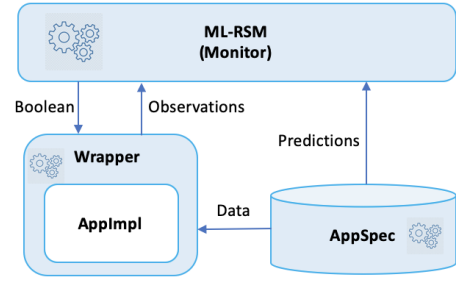 ML-RSM
(Monitor)
Boolean
Observations
Predictions
Wrapper
AppImpl
Data
AppSpec